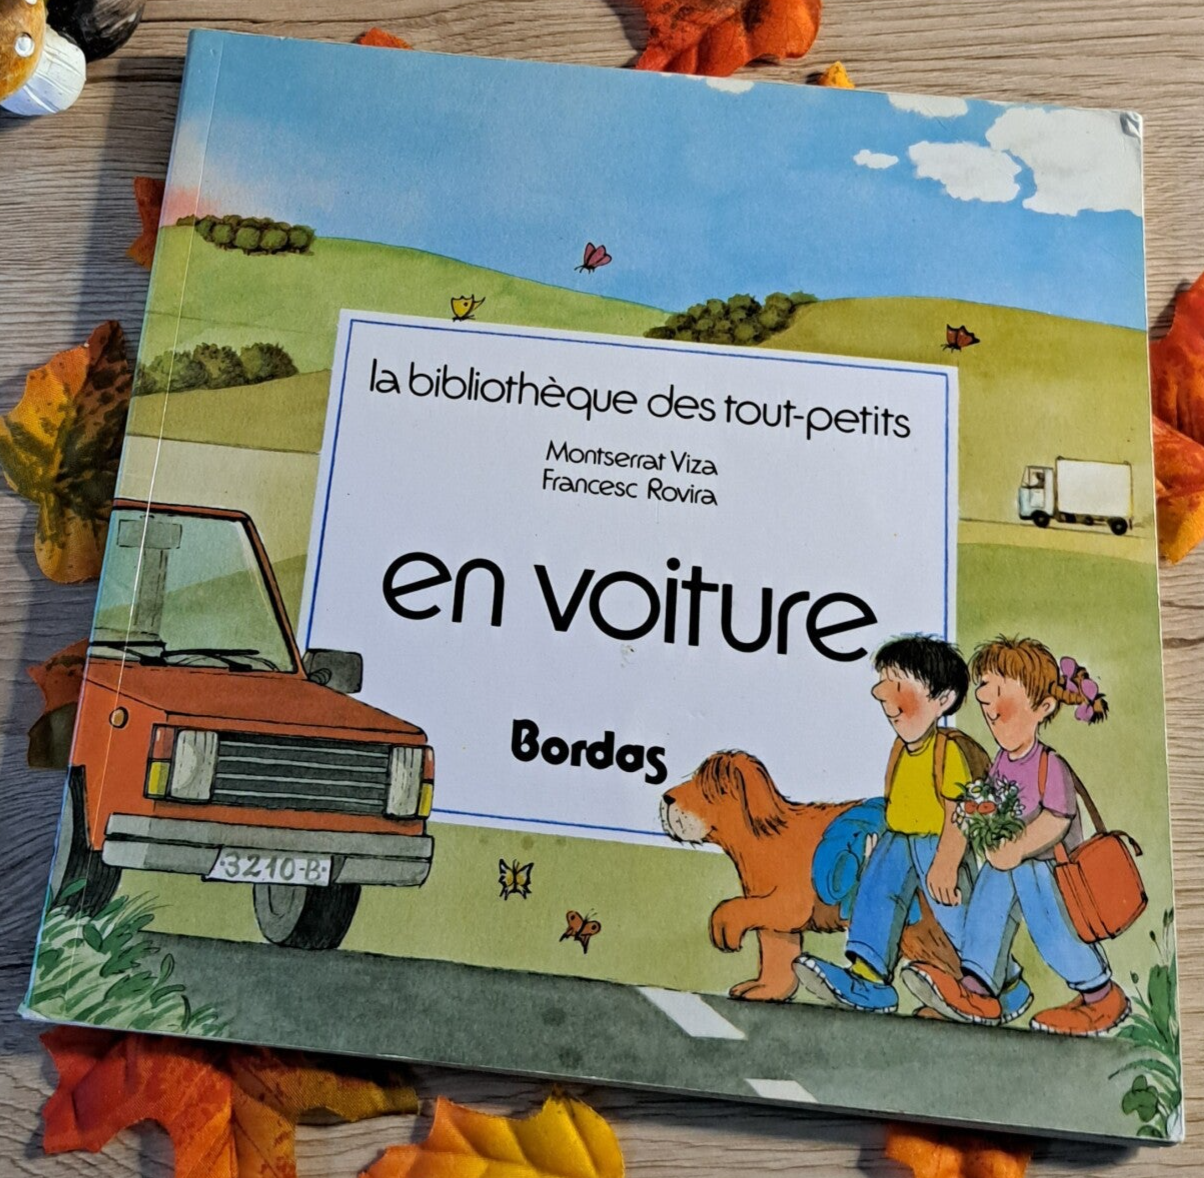 la bibliothèque des tout-petits
Montserrat Viza
Francesc Rovira
en voiture
Bordas
·3210-B·